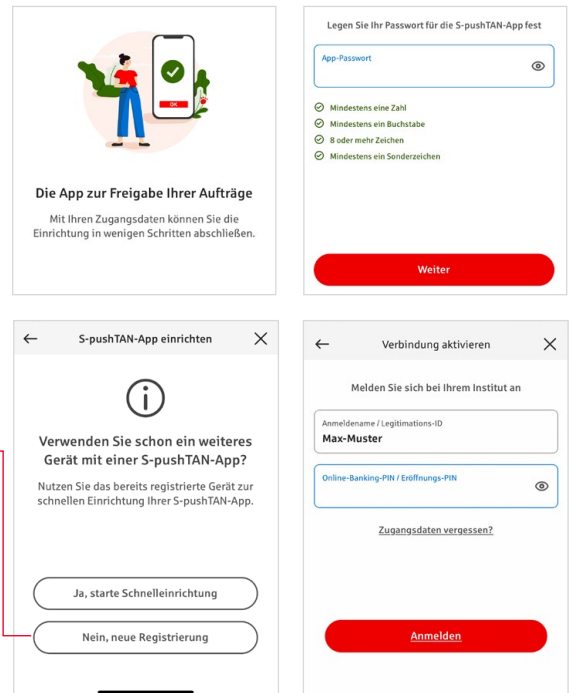 OK
Die App zur Freigabe Ihrer Aufträge
Mit Ihren Zugangsdaten können Sie die
Einrichtung in wenigen Schritten abschließen.
Legen Sie Ihr Passwort für die S-pushTAN-App fest
App-Passwort
Mindestens eine Zahl
Mindestens ein Buchstabe
8 oder mehr Zeichen
Mindestens ein Sonderzeichen
Weiter
S-pushTAN-App einrichten
Verwenden Sie schon ein weiteres
Gerät mit einer S-pushTAN-App?
Nutzen Sie das bereits registrierte Gerät zur
schnellen Einrichtung Ihrer S-pushTAN-App.
Ja, starte Schnelleinrichtung
Nein, neue Registrierung
Verbindung aktivieren
Melden Sie sich bei Ihrem Institut an
Anmeldename / Legitimations-ID
Max-Muster
Online-Banking-PIN / Eröffnungs-PIN
Zugangsdaten vergessen?
Anmelden